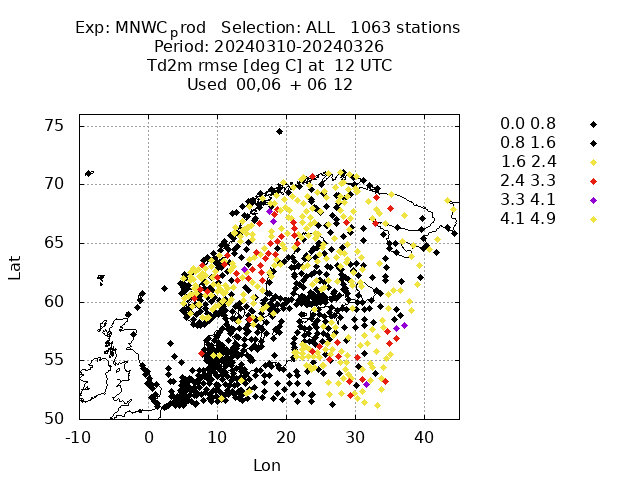 Exp: MNWCprod Selection: ALL 1063 stations
Period: 20240310-20240326
Td2m rmse [deg C] at 12 UTC
Used 00,06 + 06 12
0.0 0.8
0.8 1.6
1.6 2.4
2.4 3.3
3.3 4.1
4.1 4.9
75
70
65
60
55
50
Lat
-10 0 10 20 30 40
Lon